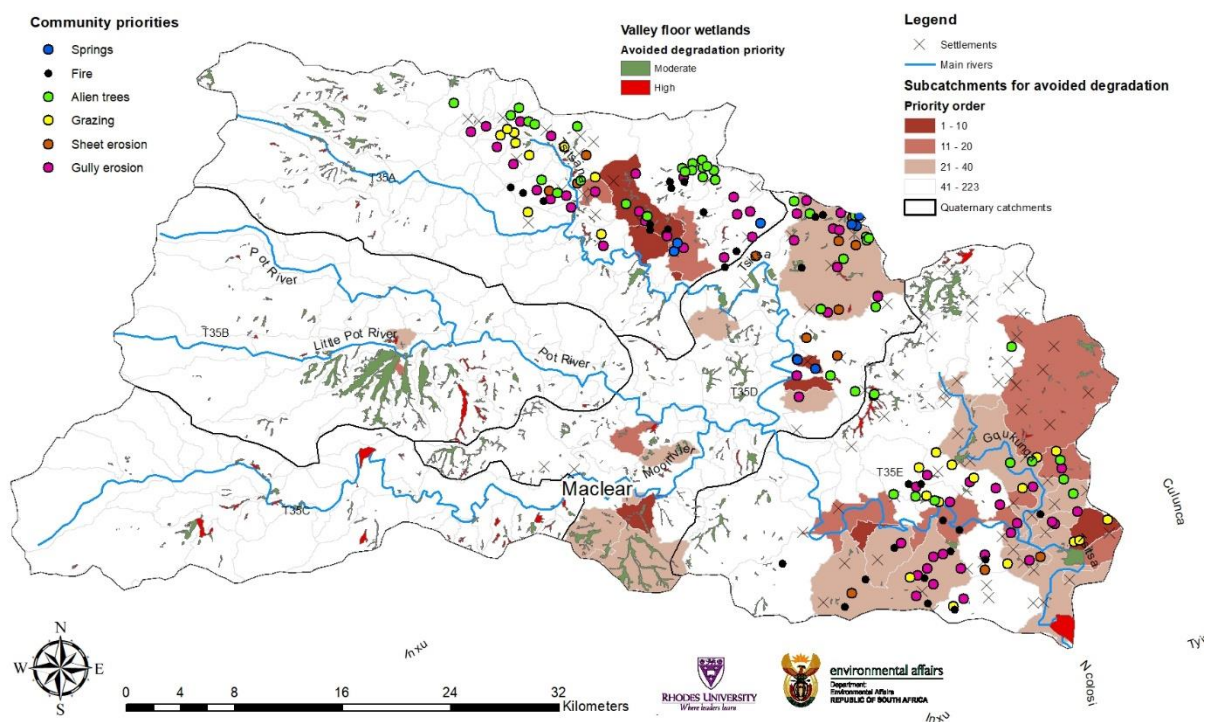 Community priorities
Springs
Fire
Alien trees
Grazing
Sheet erosion
Gully erosion
Valley floor wetlands
Avoided degradation priority
Moderate
High
Legend
Settlements
Main rivers
Subcatchments for avoided degradation
Priority order
1 - 10
11 - 20
21 - 40
41 - 223
Quaternary catchments
T35A
Pot River
T35B
Little Pot River
Pot River
T35D
Mooirivier
Maclear
T35C
T35E
Gqukunqa
Culunca
Inxu
Ncolosi
Inxu
N
W
E
S
0
8
16
24
32
Kilometers
RHODES UNIVERSITY
Where leaders learn
environmental affairs
Department:
Environmental Affairs
REPUBLIC OF SOUTH AFRICA